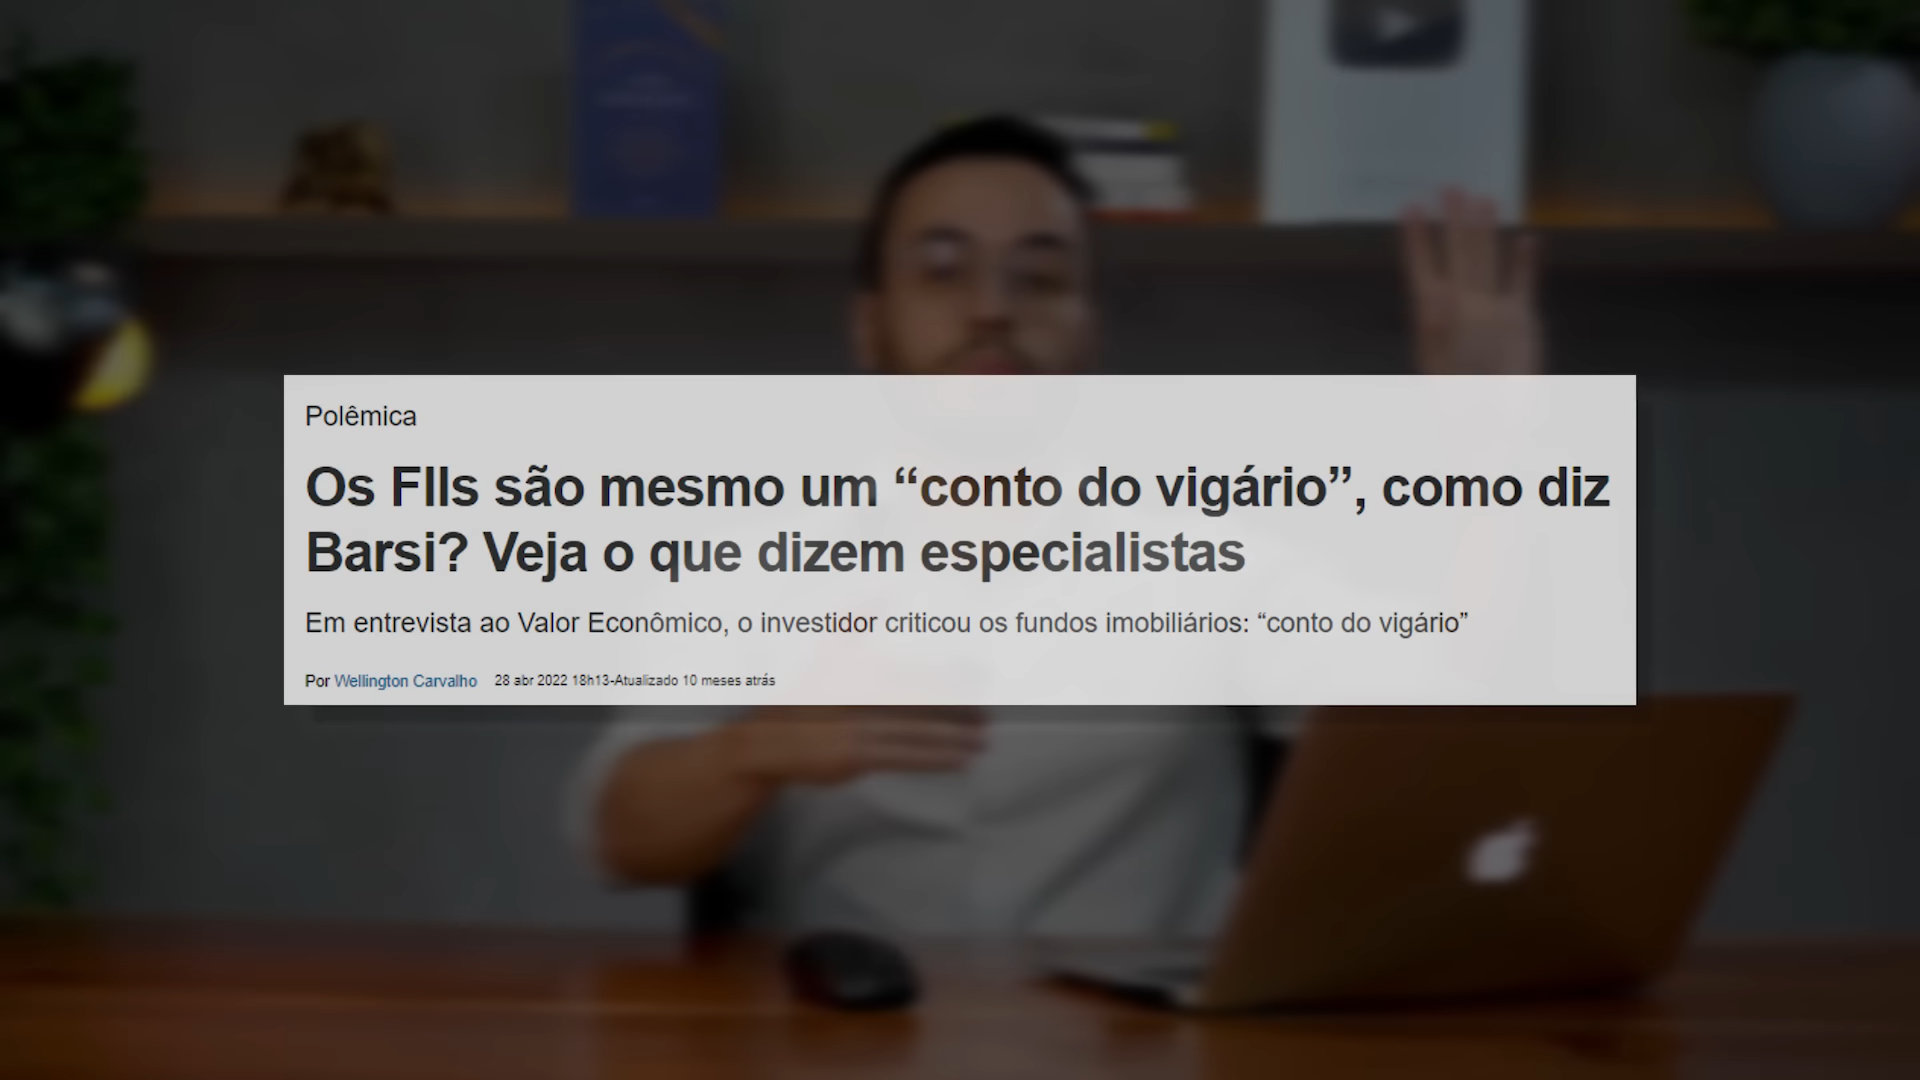 Polêmica
Os FIIs são mesmo um “conto do vigário”, como diz
Barsi? Veja o que dizem especialistas
Em entrevista ao Valor Econômico, o investidor criticou os fundos imobiliários: “conto do vigário”
Por Wellington Carvalho 28 abr 2022 18h13-Atualizado 10 meses atrás